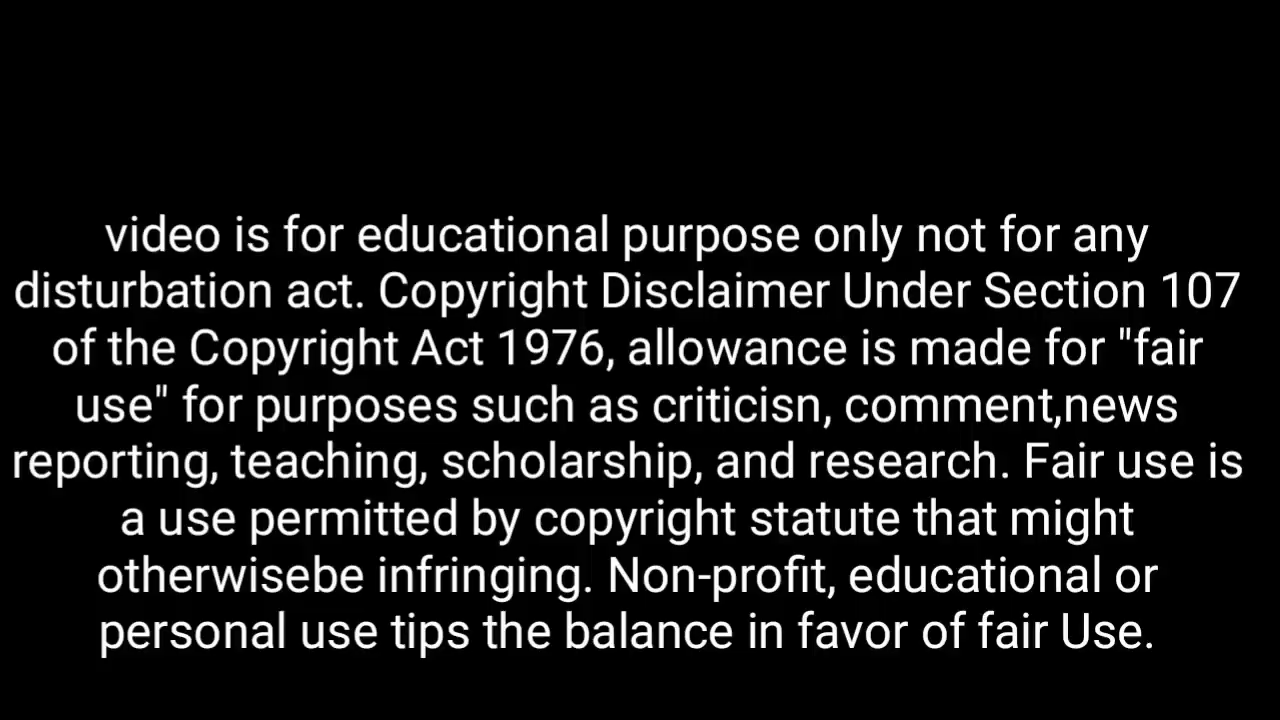 video is for educational purpose only not for any
disturbation act. Copyright Disclaimer Under Section 107
of the Copyright Act 1976, allowance is made for "fair
use" for purposes such as criticisn, comment,news
reporting, teaching, scholarship, and research. Fair use is
a use permitted by copyright statute that might
otherwisebe infringing. Non-profit, educational or
personal use tips the balance in favor of fair Use.